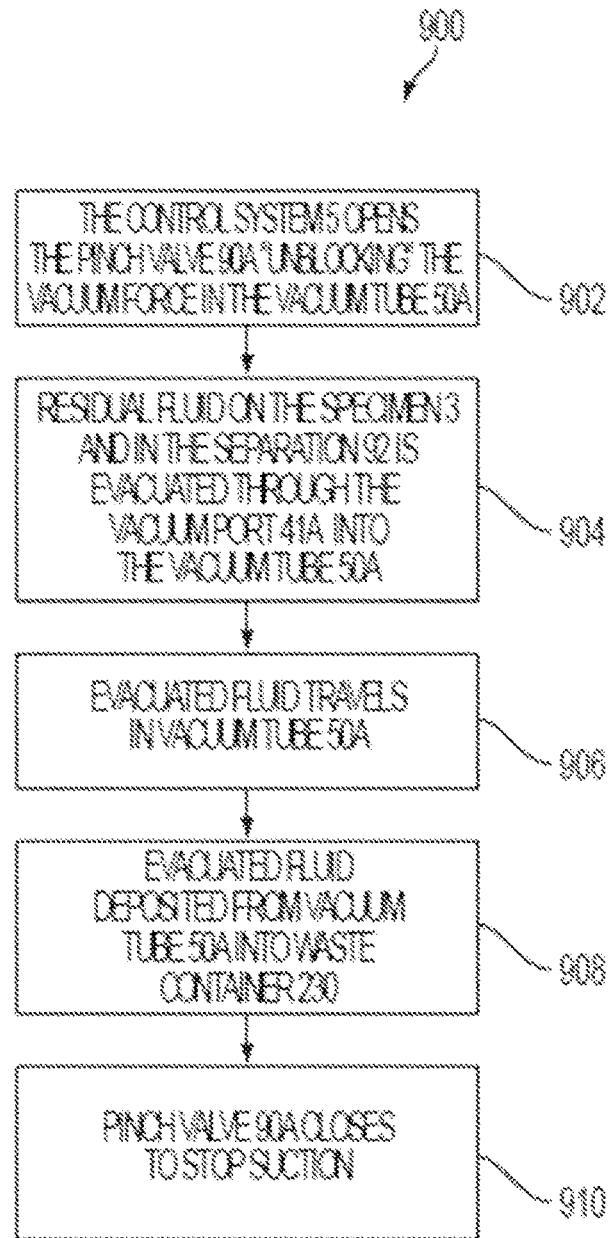 900
THE CONTROL SYSTEM 5 OPENS
THE PINCH VALVE 90A "UNBLOCKING" THE
VACUUM FORCE IN THE VACUUM TUBE 50A
902
RESIDUAL FLUID ON THE SPECIMEN 3
AND IN THE SEPARATION 92 IS
EVACUATED THROUGH THE
VACUUM PORT 41A INTO
THE VACUUM TUBE 50A
904
EVACUATED FLUID TRAVELS
IN VACUUM TUBE 50A
906
EVACUATED FLUID
DEPOSITED FROM VACUUM
TUBE 50A INTO WASTE
CONTAINER 230
908
PINCH VALVE 90A CLOSES
TO STOP SUCTION
910